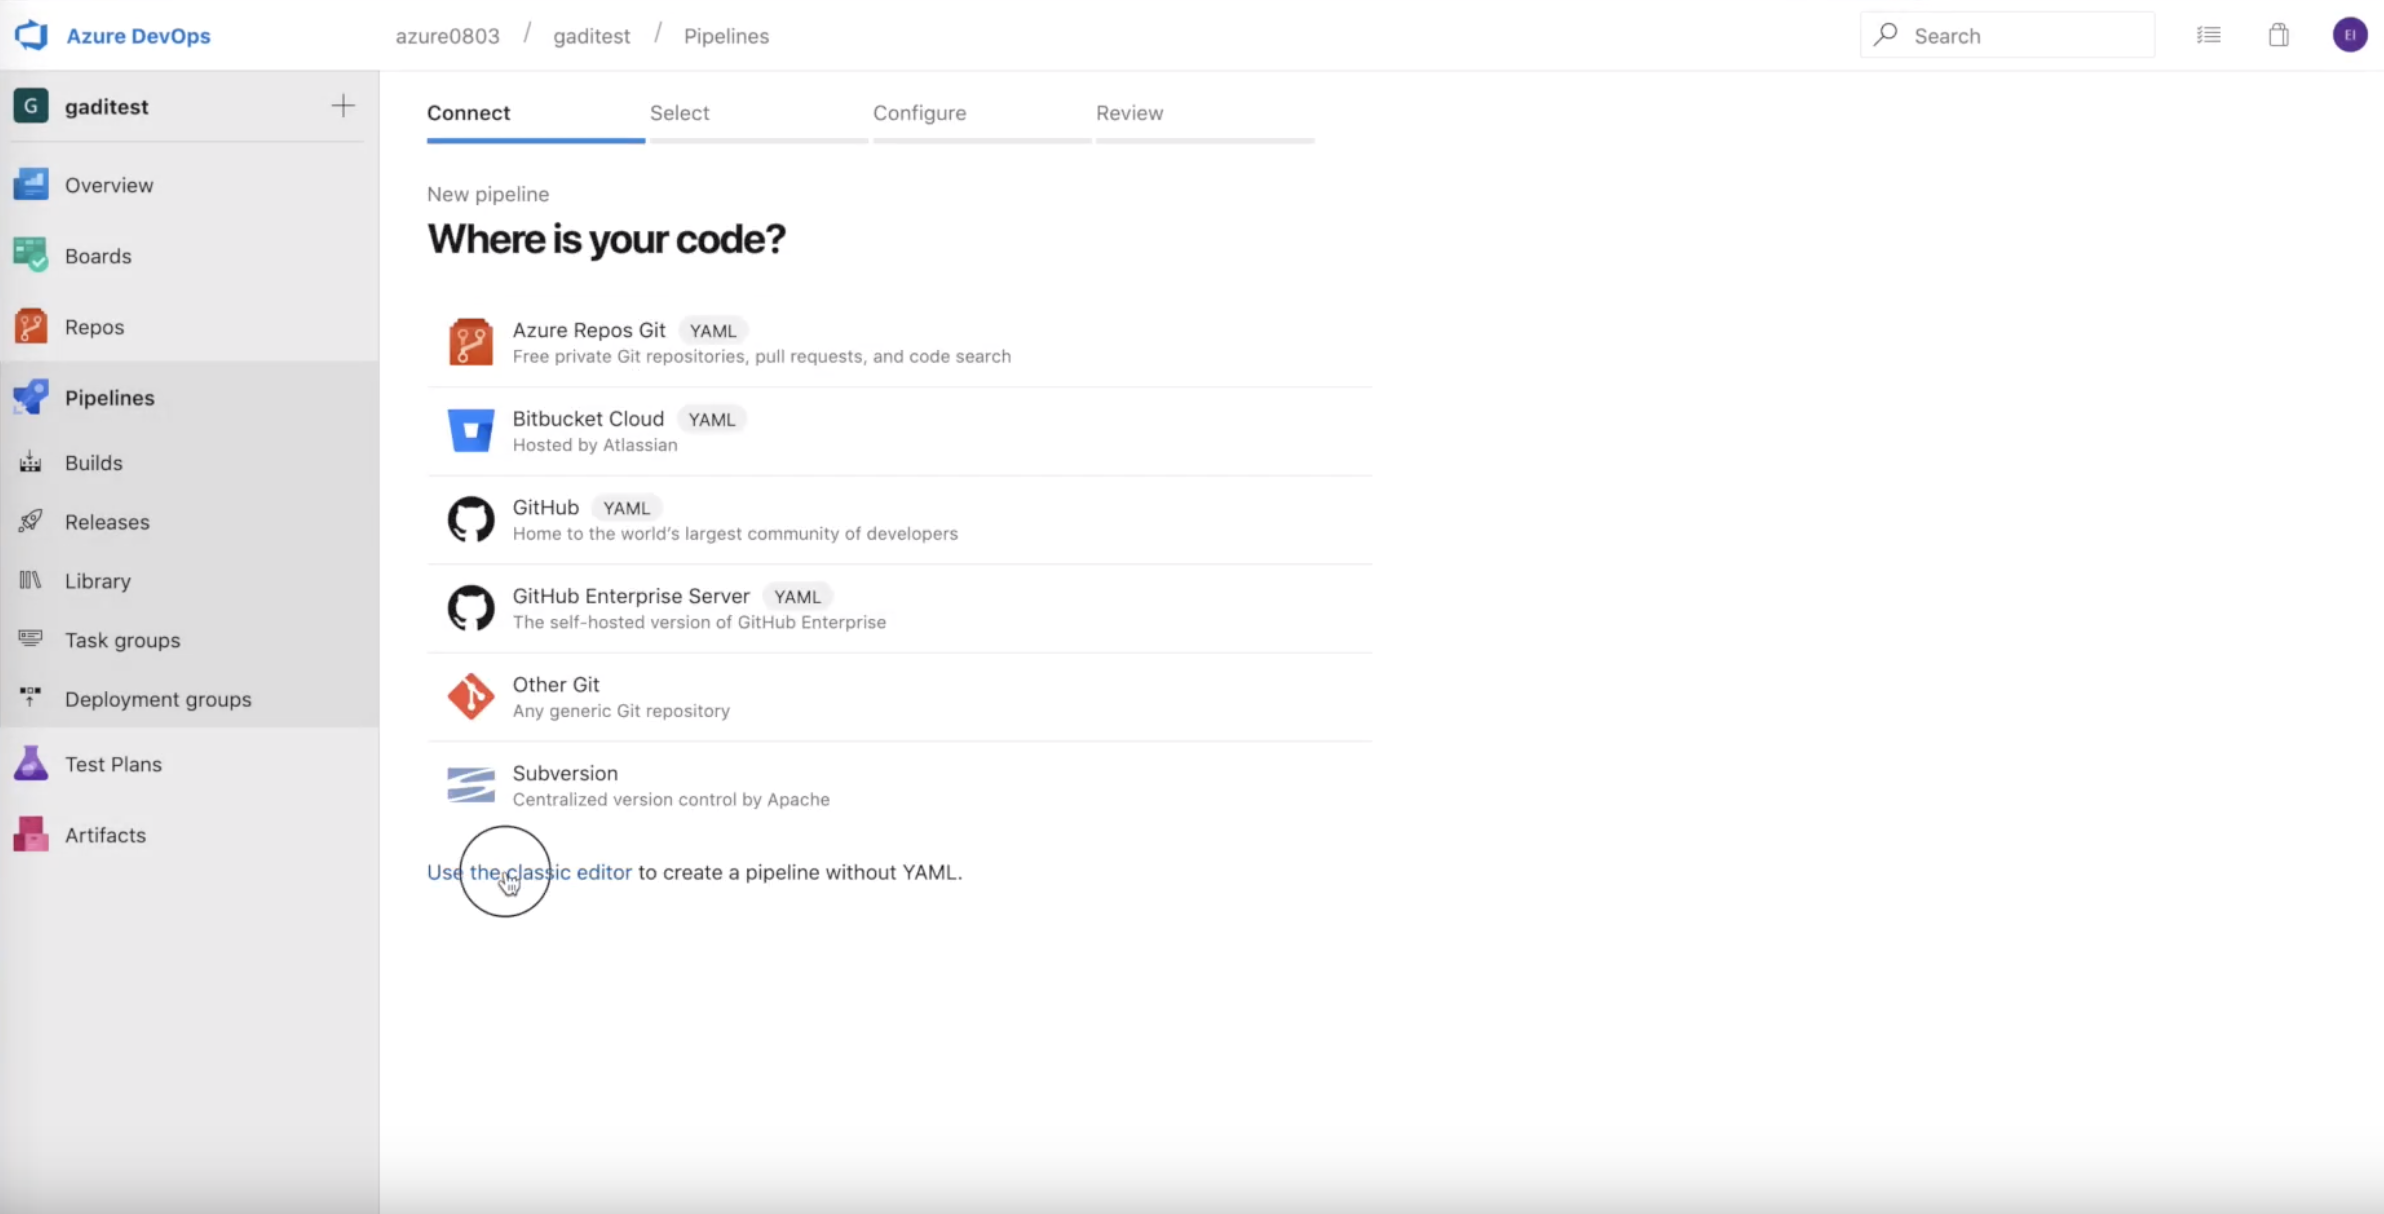 Azure DevOps
azure0803 / gaditest / Pipelines
Search
EI
G gaditest
Overview
Boards
Repos
Pipelines
Builds
Releases
Library
Task groups
Deployment groups
Test Plans
Artifacts
Connect Select Configure Review
New pipeline
Where is your code?
Azure Repos Git YAML
Free private Git repositories, pull requests, and code search
Bitbucket Cloud YAML
Hosted by Atlassian
GitHub YAML
Home to the world’s largest community of developers
GitHub Enterprise Server YAML
The self-hosted version of GitHub Enterprise
Other Git
Any generic Git repository
Subversion
Centralized version control by Apache
Use the classic editor to create a pipeline without YAML.